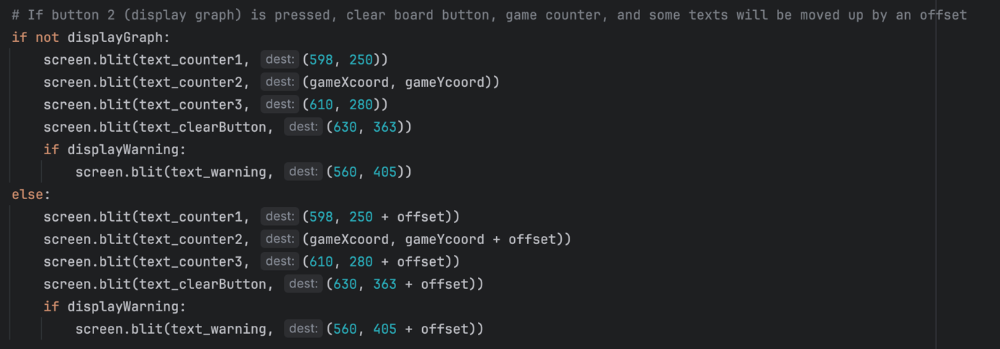 # If button 2 (display graph) is pressed, clear board button, game counter, and some texts will be moved up by an offset
if not displayGraph:
    screen.blit(text_counter1, dest: (598, 250))
    screen.blit(text_counter2, dest: (gameXcoord, gameYcoord))
    screen.blit(text_counter3, dest: (610, 280))
    screen.blit(text_clearButton, dest: (630, 363))
    if displayWarning:
        screen.blit(text_warning, dest: (560, 405))
else:
    screen.blit(text_counter1, dest: (598, 250 + offset))
    screen.blit(text_counter2, dest: (gameXcoord, gameYcoord + offset))
    screen.blit(text_counter3, dest: (610, 280 + offset))
    screen.blit(text_clearButton, dest: (630, 363 + offset))
    if displayWarning:
        screen.blit(text_warning, dest: (560, 405 + offset))